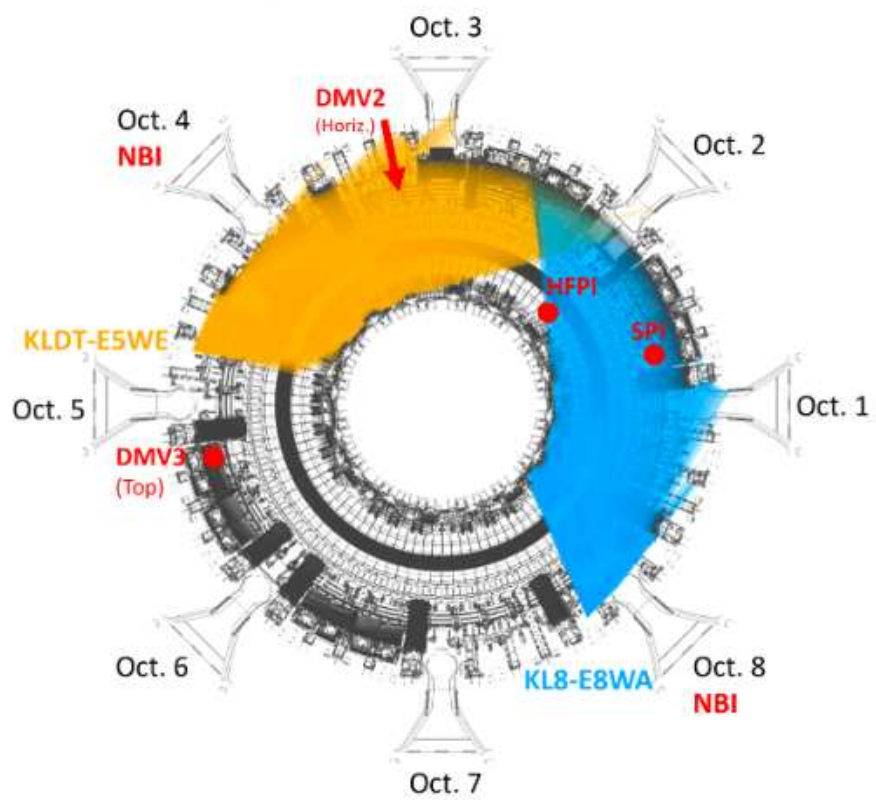 Oct. 3
DMV2
(Horiz.)
Oct. 4
NBI
Oct. 2
HFPI
SPI
KLDT-E5WE
Oct. 5
Oct. 1
DMV3
(Top)
Oct. 6
KL8-E8WA
Oct. 8
NBI
Oct. 7